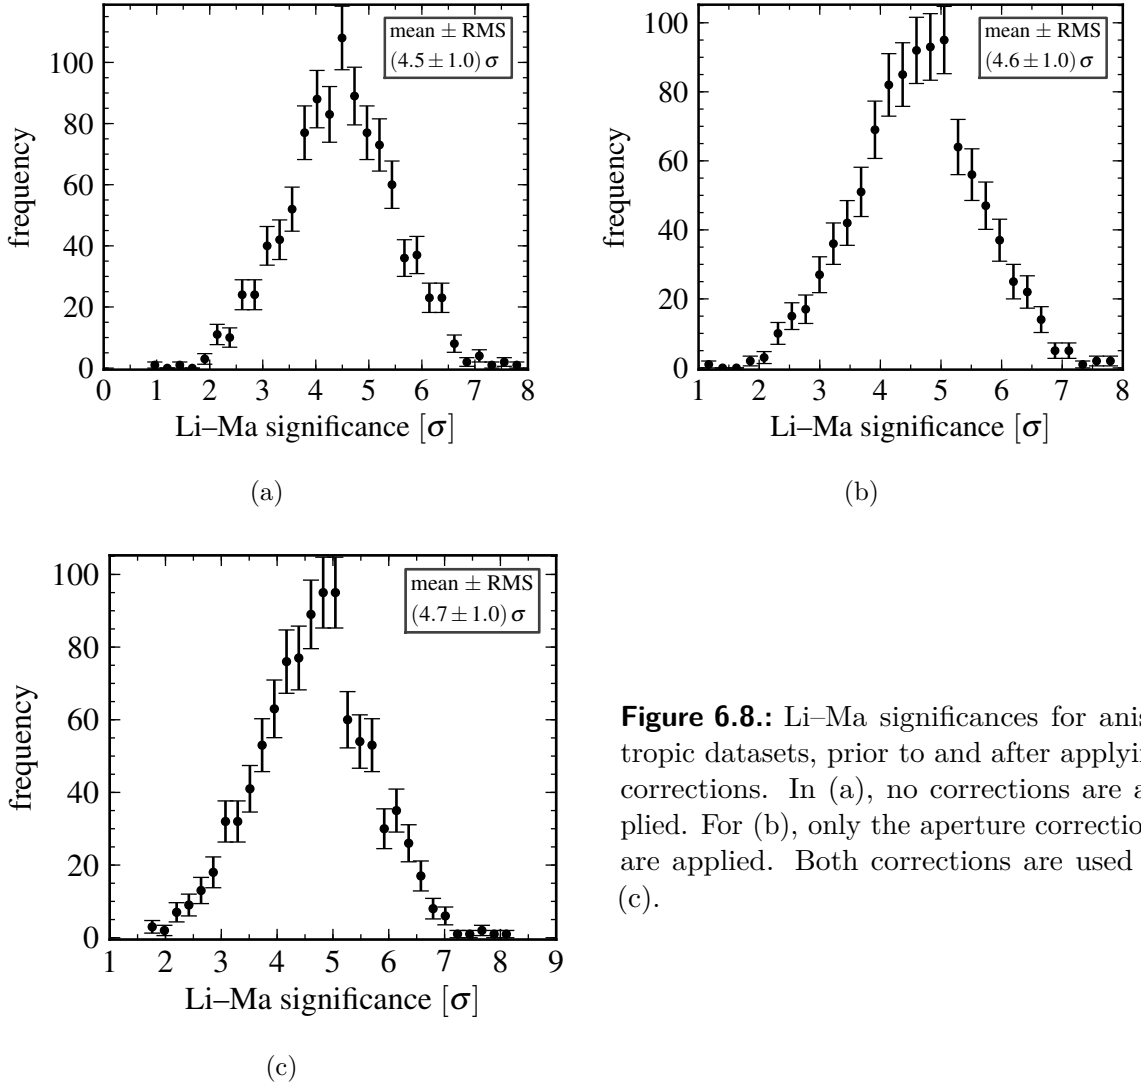 mean ± RMS
(4.5 ± 1.0) σ
100
80
60
40
20
0
frequency
0 1 2 3 4 5 6 7 8
Li–Ma significance [σ]
(a)
mean ± RMS
(4.6 ± 1.0) σ
100
80
60
40
20
0
frequency
1 2 3 4 5 6 7 8
Li–Ma significance [σ]
(b)
mean ± RMS
(4.7 ± 1.0) σ
100
80
60
40
20
0
frequency
1 2 3 4 5 6 7 8 9
Li–Ma significance [σ]
(c)
Figure 6.8.: Li–Ma significances for anis
tropic datasets, prior to and after applyin
corrections. In (a), no corrections are a
plied. For (b), only the aperture correction
are applied. Both corrections are used
(c).